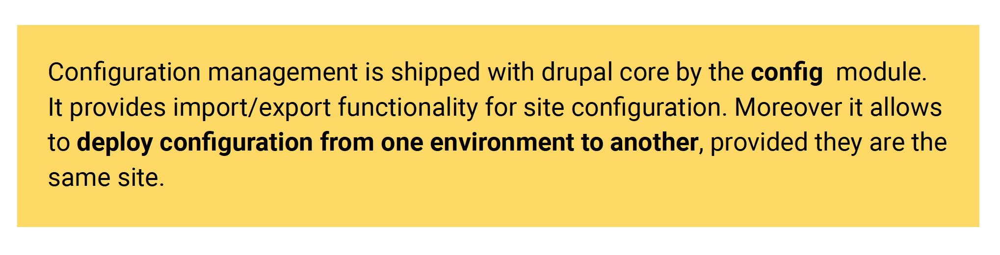 Configuration management is shipped with drupal core by the config module.
It provides import/export functionality for site configuration. Moreover it allows
to deploy configuration from one environment to another, provided they are the
same site.